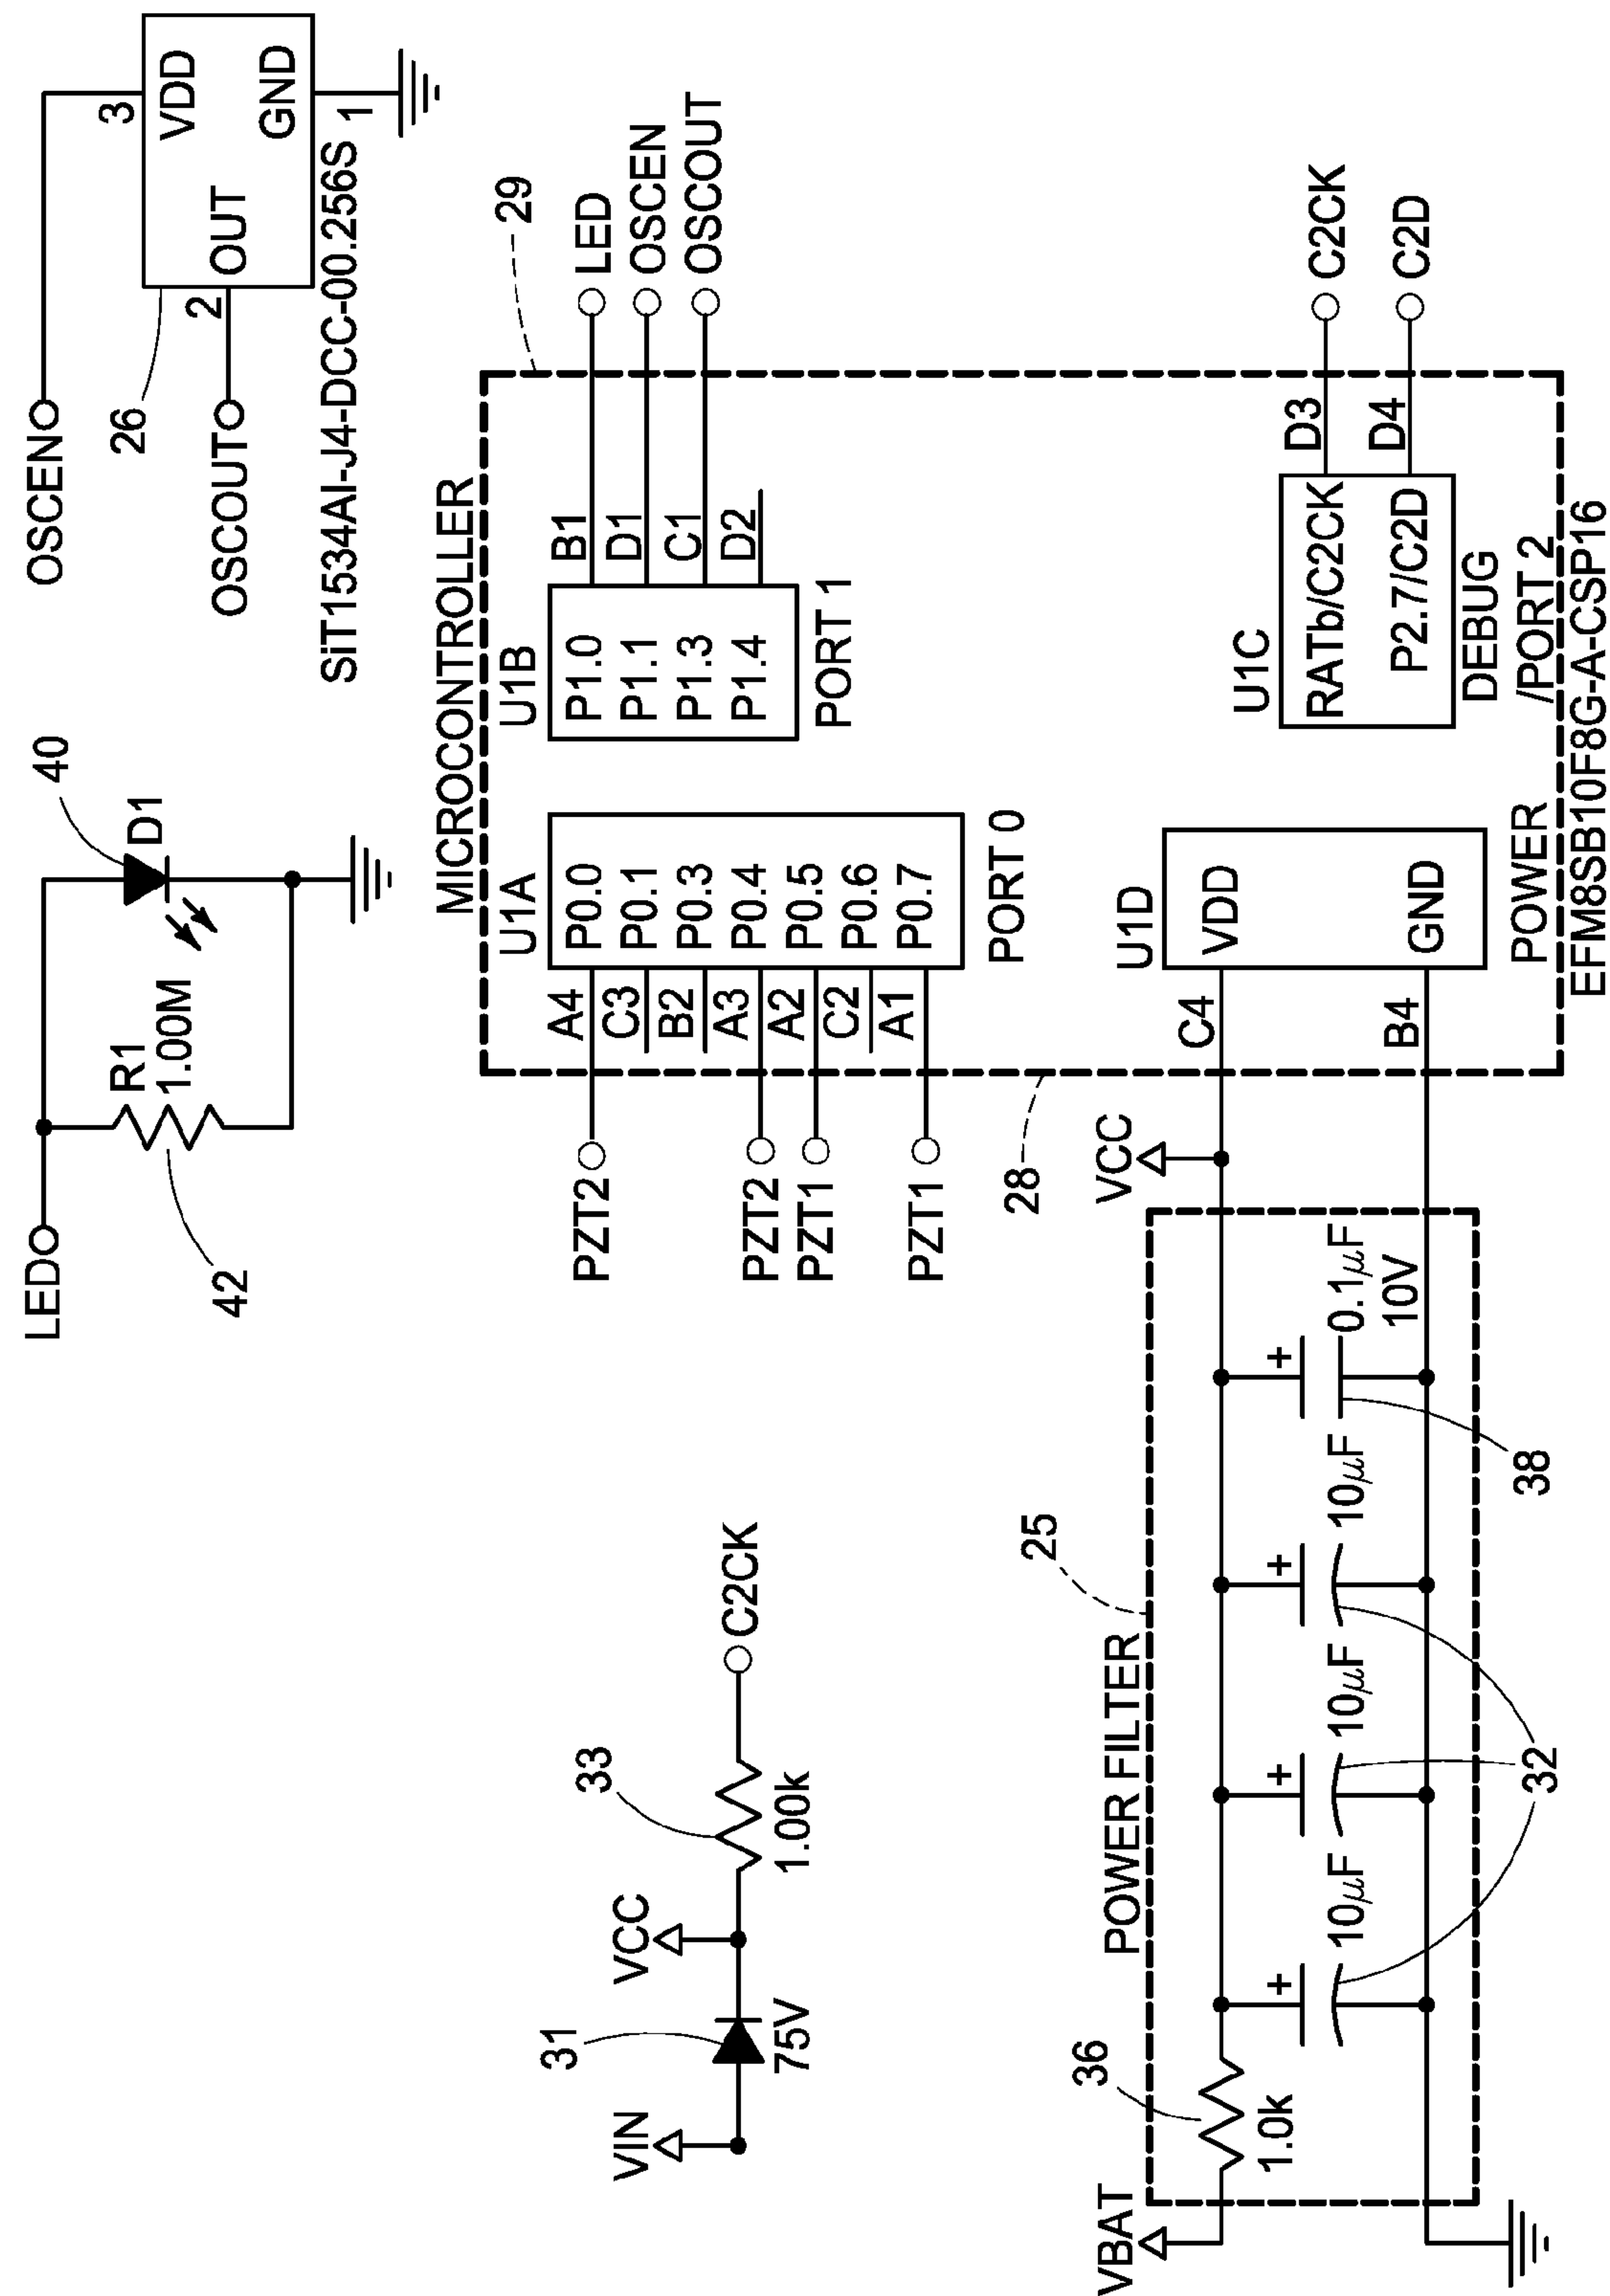 LED
R1
1.00M
42
D1
40
OSCEN
OSCOUT
26
3
VDD
2
OUT
GND
1
SiT1534AI-J4-DCC-00.256S
VIN
31
75V
VCC
33
1.00k
C2CK
MICROCONTROLLER
29
28
U1A
PZT2
A4
P0.0
C3
P0.1
B2
P0.3
PZT2
A3
P0.4
PZT1
A2
P0.5
C2
P0.6
PZT1
A1
P0.7
PORT 0
U1B
P1.0
B1
LED
P1.1
D1
OSCEN
P1.3
C1
OSCOUT
P1.4
D2
PORT 1
VBAT
36
1.0k
POWER FILTER
25
10µF
10µF
10µF
0.1µF
10V
32
38
VCC
C4
B4
U1D
VDD
GND
POWER
U1C
RATb/C2CK
D3
C2CK
P2.7/C2D
D4
C2D
DEBUG
/PORT 2
EFM8SB10F8G-A-CSP16